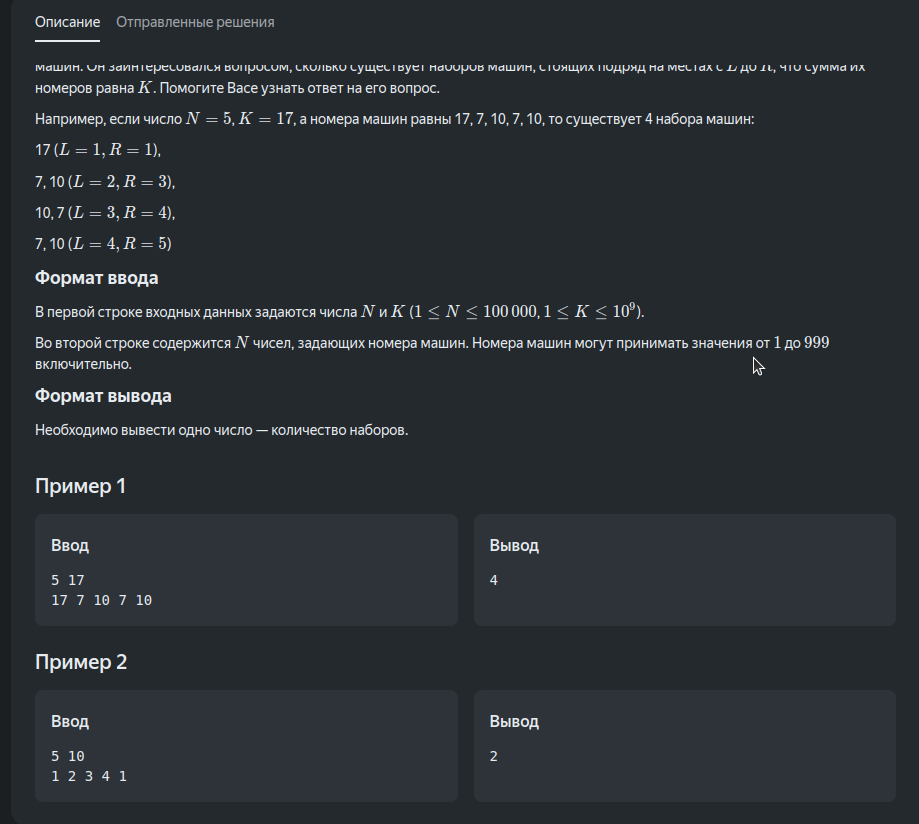 Описание Отправленные решения
машин. Он заинтересовался вопросом, сколько существует наборов машин, стоящих подряд на местах с L до R, что сумма их
номеров равна K. Помогите Васе узнать ответ на его вопрос.
Например, если число N = 5, K = 17, а номера машин равны 17, 7, 10, 7, 10, то существует 4 набора машин:
17 (L = 1, R = 1),
7, 10 (L = 2, R = 3),
10, 7 (L = 3, R = 4),
7, 10 (L = 4, R = 5)
Формат ввода
В первой строке входных данных задаются числа N и K (1 ≤ N ≤ 100 000, 1 ≤ K ≤ 10⁹).
Во второй строке содержится N чисел, задающих номера машин. Номера машин могут принимать значения от 1 до 999
включительно.
Формат вывода
Необходимо вывести одно число — количество наборов.
Пример 1
Ввод
5 17
17 7 10 7 10
Вывод
4
Пример 2
Ввод
5 10
1 2 3 4 1
Вывод
2